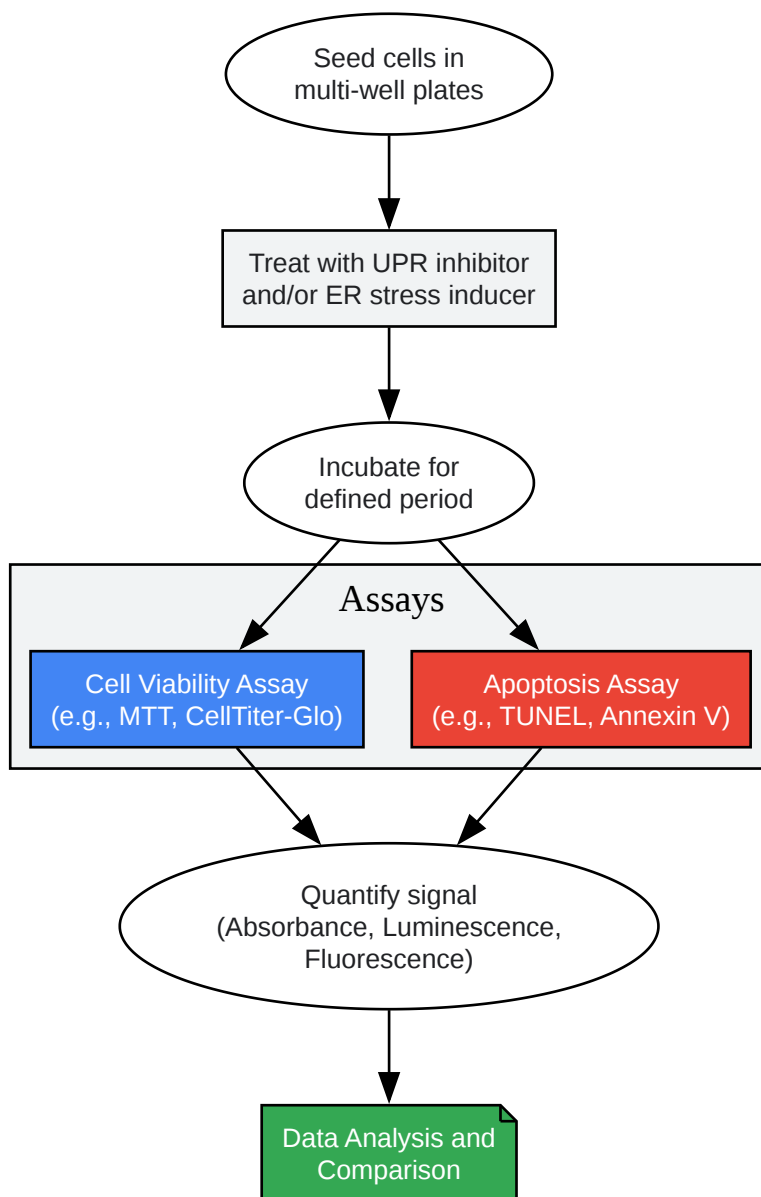 Seed cells in
multi-well plates
Treat with UPR inhibitor
and/or ER stress inducer
Incubate for
defined period
Assays
Cell Viability Assay
(e.g., MTT, CellTiter-Glo)
Apoptosis Assay
(e.g., TUNEL, Annexin V)
Quantify signal
(Absorbance, Luminescence,
Fluorescence)
Data Analysis and
Comparison